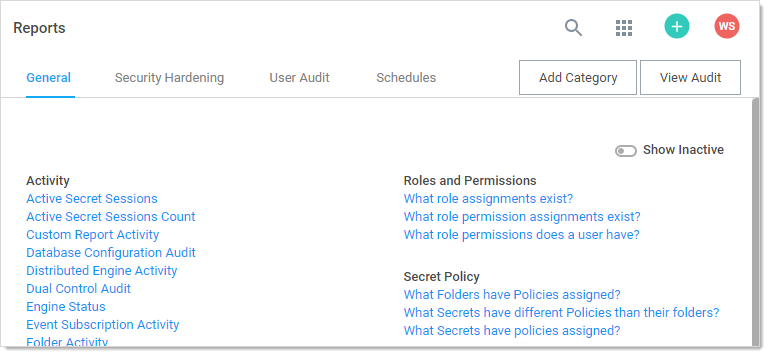 Reports
WS
General
Security Hardening
User Audit
Schedules
Add Category
View Audit
Show Inactive
Activity
Active Secret Sessions
Active Secret Sessions Count
Custom Report Activity
Database Configuration Audit
Distributed Engine Activity
Dual Control Audit
Engine Status
Event Subscription Activity
Folder Activity
Roles and Permissions
What role assignments exist?
What role permission assignments exist?
What role permissions does a user have?
Secret Policy
What Folders have Policies assigned?
What Secrets have different Policies than their folders?
What Secrets have policies assigned?